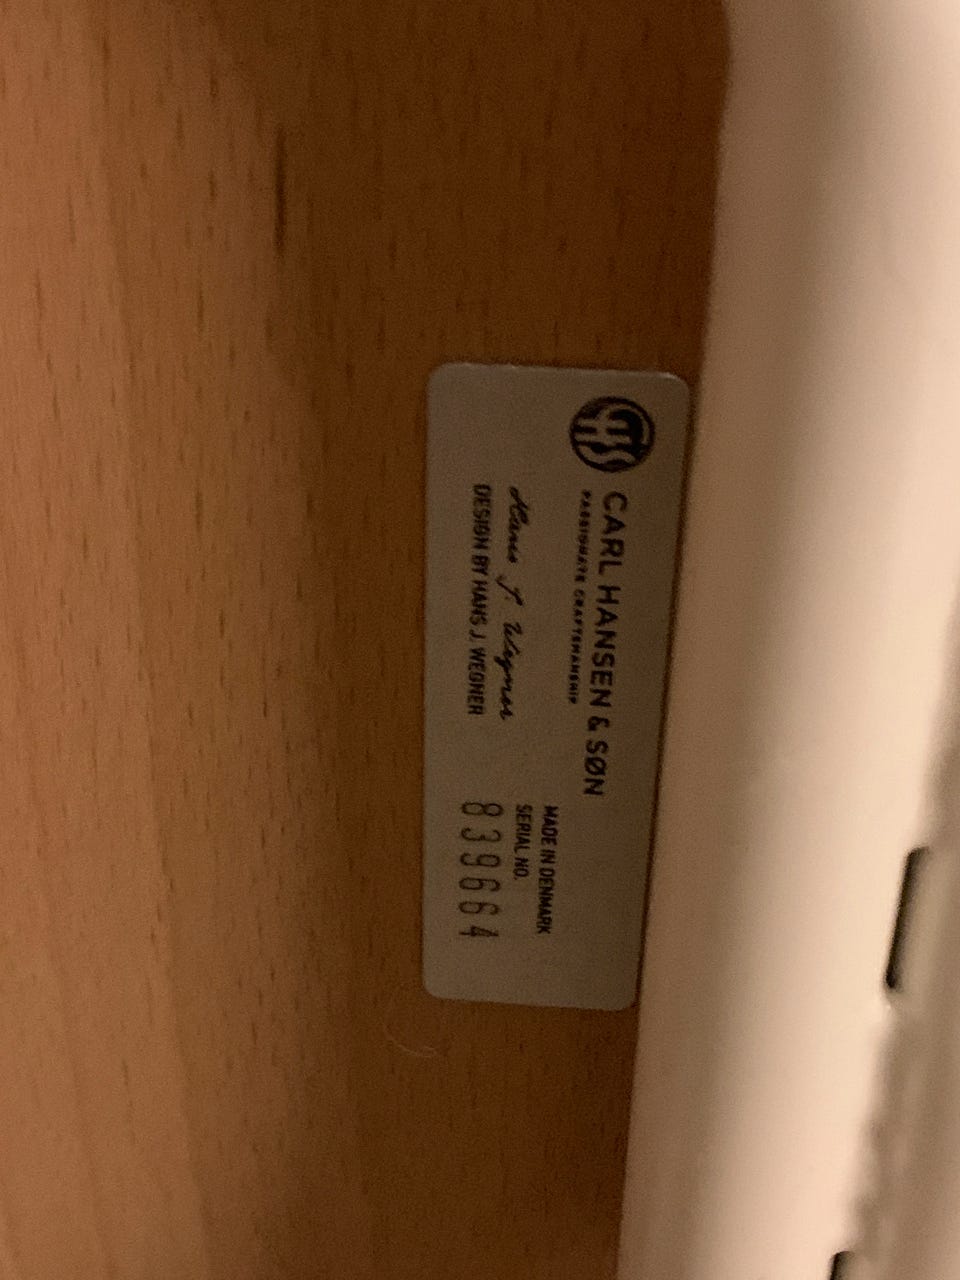 CARL HANSEN & SØN
PASSIONATE CRAFTSMANSHIP
Hans J. Wegner
DESIGN BY HANS J. WEGNER
MADE IN DENMARK
SERIAL NO.
839664